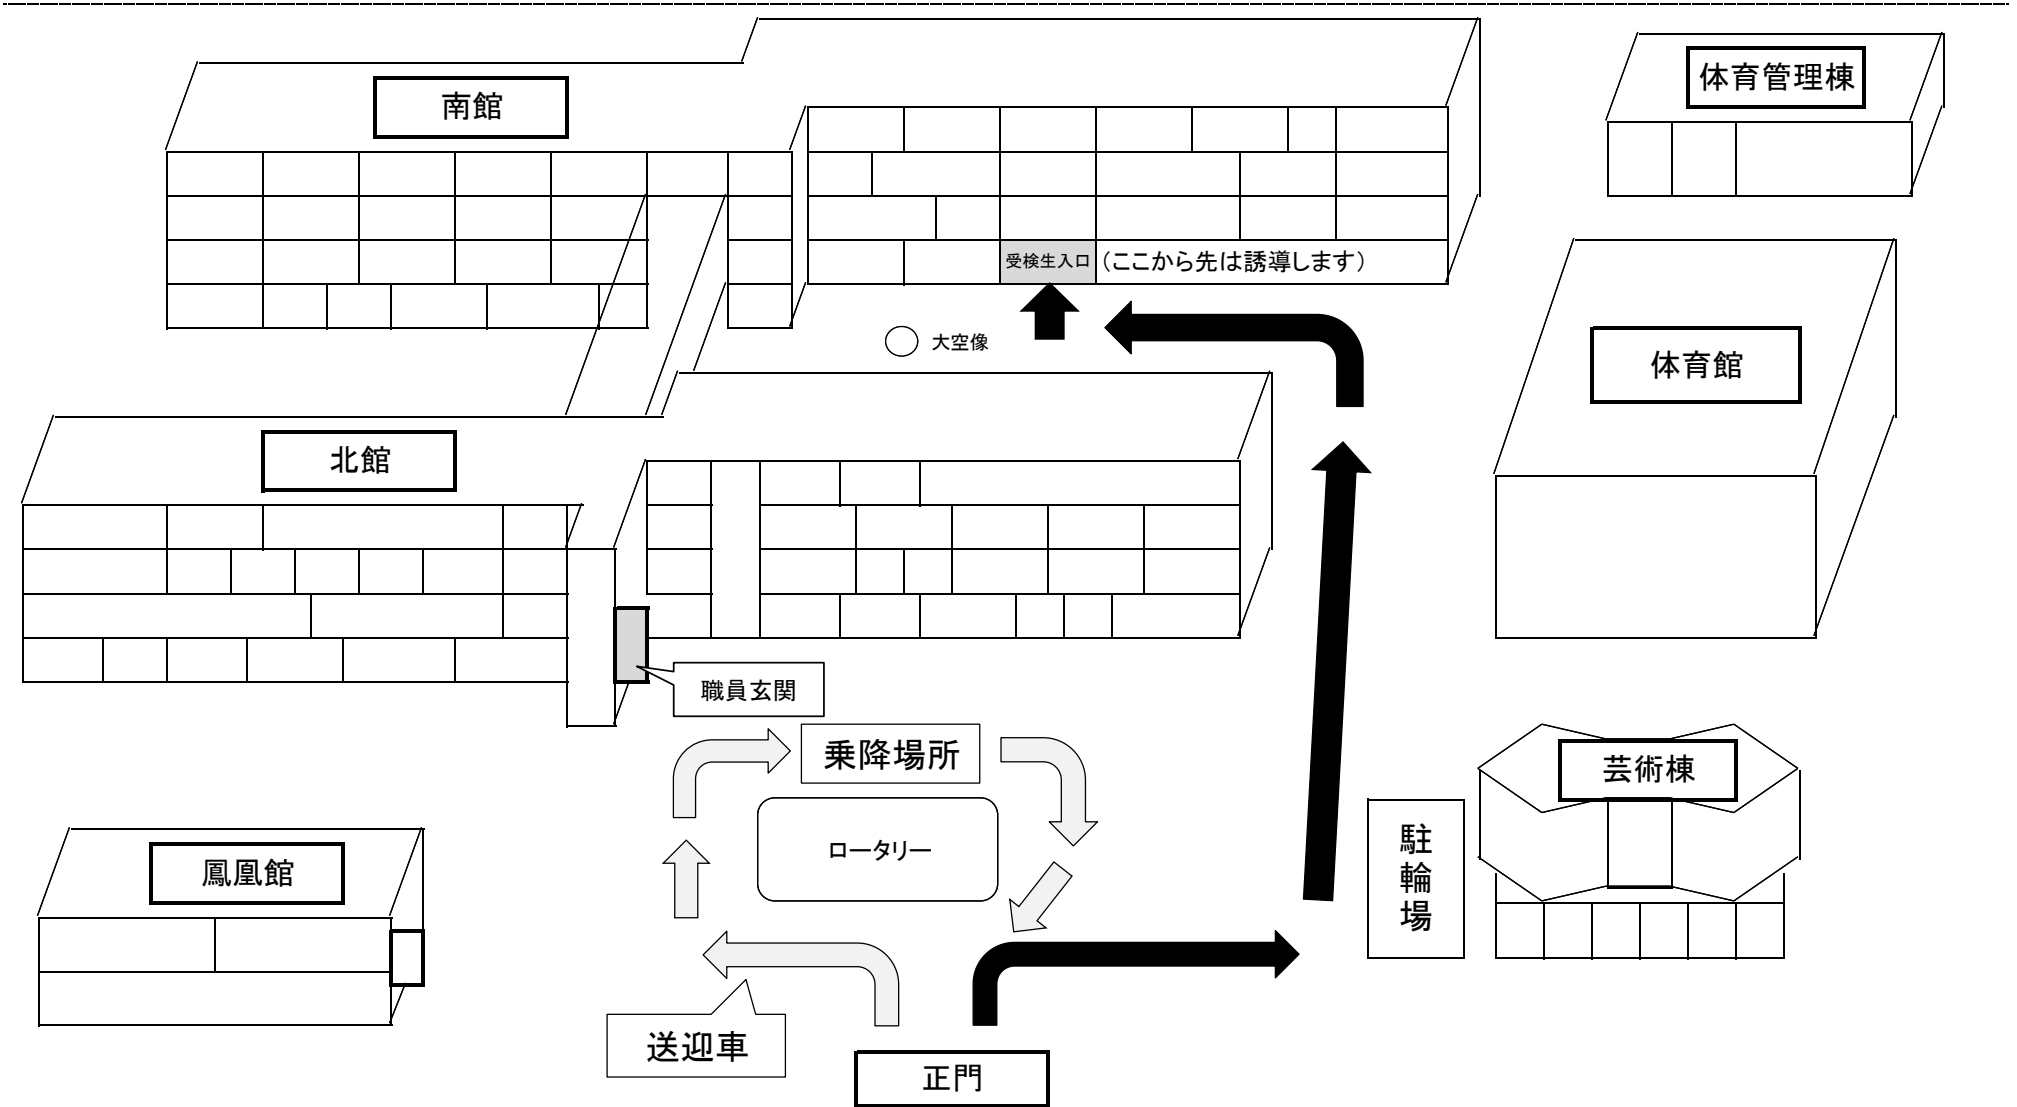 南館
体育管理棟
受検生入口
（ここから先は誘導します）
大空像
体育館
北館
職員玄関
乗降場所
芸術棟
駐輪場
ロータリー
鳳凰館
送迎車
正門